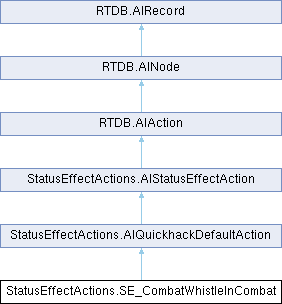 RTDB.AIRecord
RTDB.AINode
RTDB.AIAction
StatusEffectActions.AIStatusEffectAction
StatusEffectActions.AIQuickhackDefaultAction
StatusEffectActions.SE_CombatWhistleInCombat